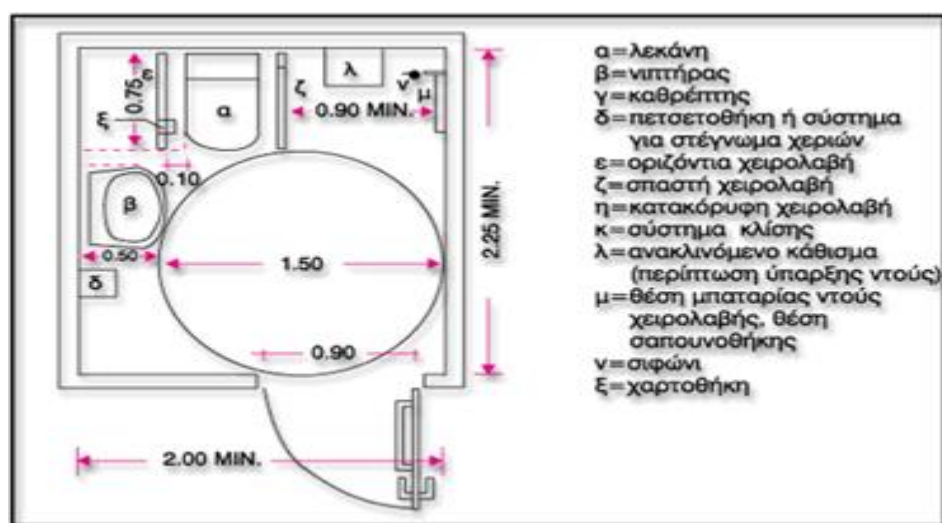 0.75
ε
α
λ
ζ
ν
μ
0.90 MIN.
ξ
0.10
β
0.50
δ
1.50
0.90
2.25 MIN.
2.00 MIN.
α=λεκάνη
β=νιπτήρας
γ=καθρέπτης
δ=πετσετοθήκη ή σύστημα
για στέγνωμα χεριών
ε=οριζόντια χειρολαβή
ζ=σπαστή χειρολαβή
η=κατακόρυφη χειρολαβή
κ=σύστημα κλίσης
λ=ανακλινόμενο κάθισμα
(περίπτωση ύπαρξης ντούς)
μ=θέση μπαταρίας ντούς
χειρολαβής, θέση
σαπουνοθήκης
ν=σιφώνι
ξ=χαρτοθήκη